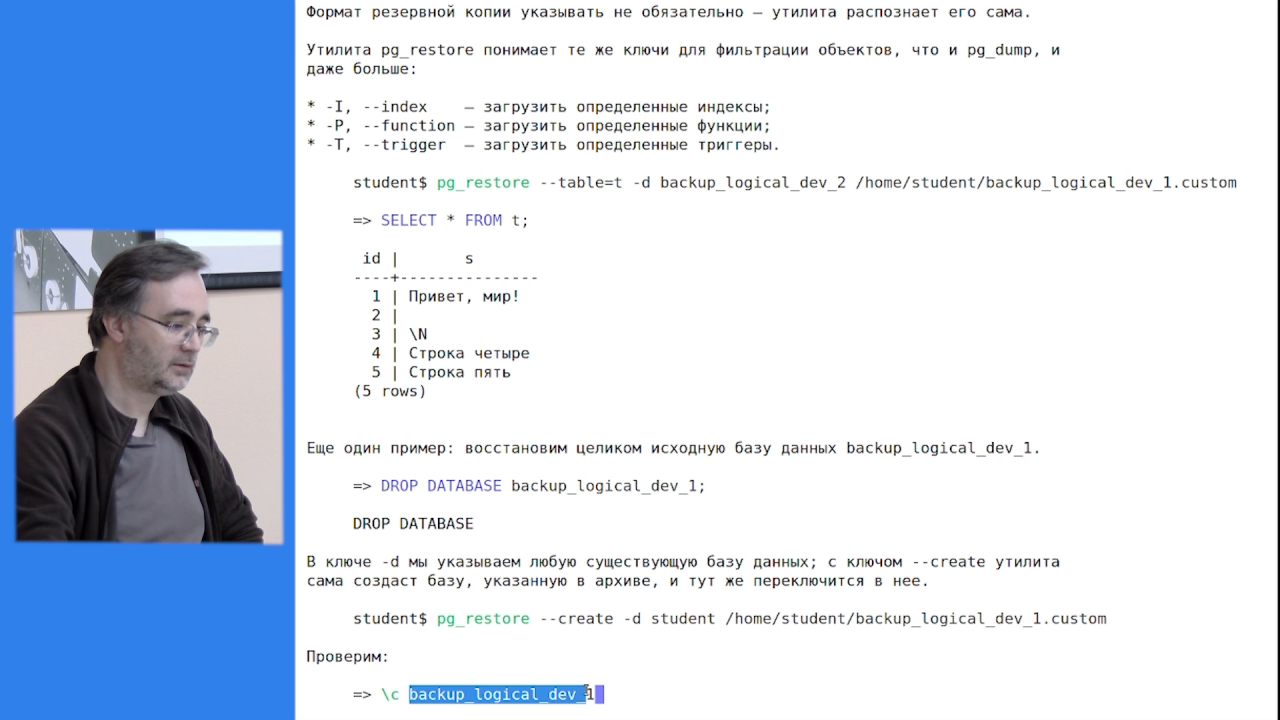 Формат резервной копии указывать не обязательно — утилита распознает его сама.
Утилита pg_restore понимает те же ключи для фильтрации объектов, что и pg_dump, и
даже больше:
* -I, --index    — загрузить определенные индексы;
* -P, --function — загрузить определенные функции;
* -T, --trigger  — загрузить определенные триггеры.
student$ pg_restore --table=t -d backup_logical_dev_2 /home/student/backup_logical_dev_1.custom
=> SELECT * FROM t;
 id |       s
----+---------------
  1 | Привет, мир!
  2 |
  3 | \N
  4 | Строка четыре
  5 | Строка пять
(5 rows)
Еще один пример: восстановим целиком исходную базу данных backup_logical_dev_1.
=> DROP DATABASE backup_logical_dev_1;
DROP DATABASE
В ключе -d мы указываем любую существующую базу данных; с ключом --create утилита
сама создаст базу, указанную в архиве, и тут же переключится в нее.
student$ pg_restore --create -d student /home/student/backup_logical_dev_1.custom
Проверим:
=> \c backup_logical_dev_1